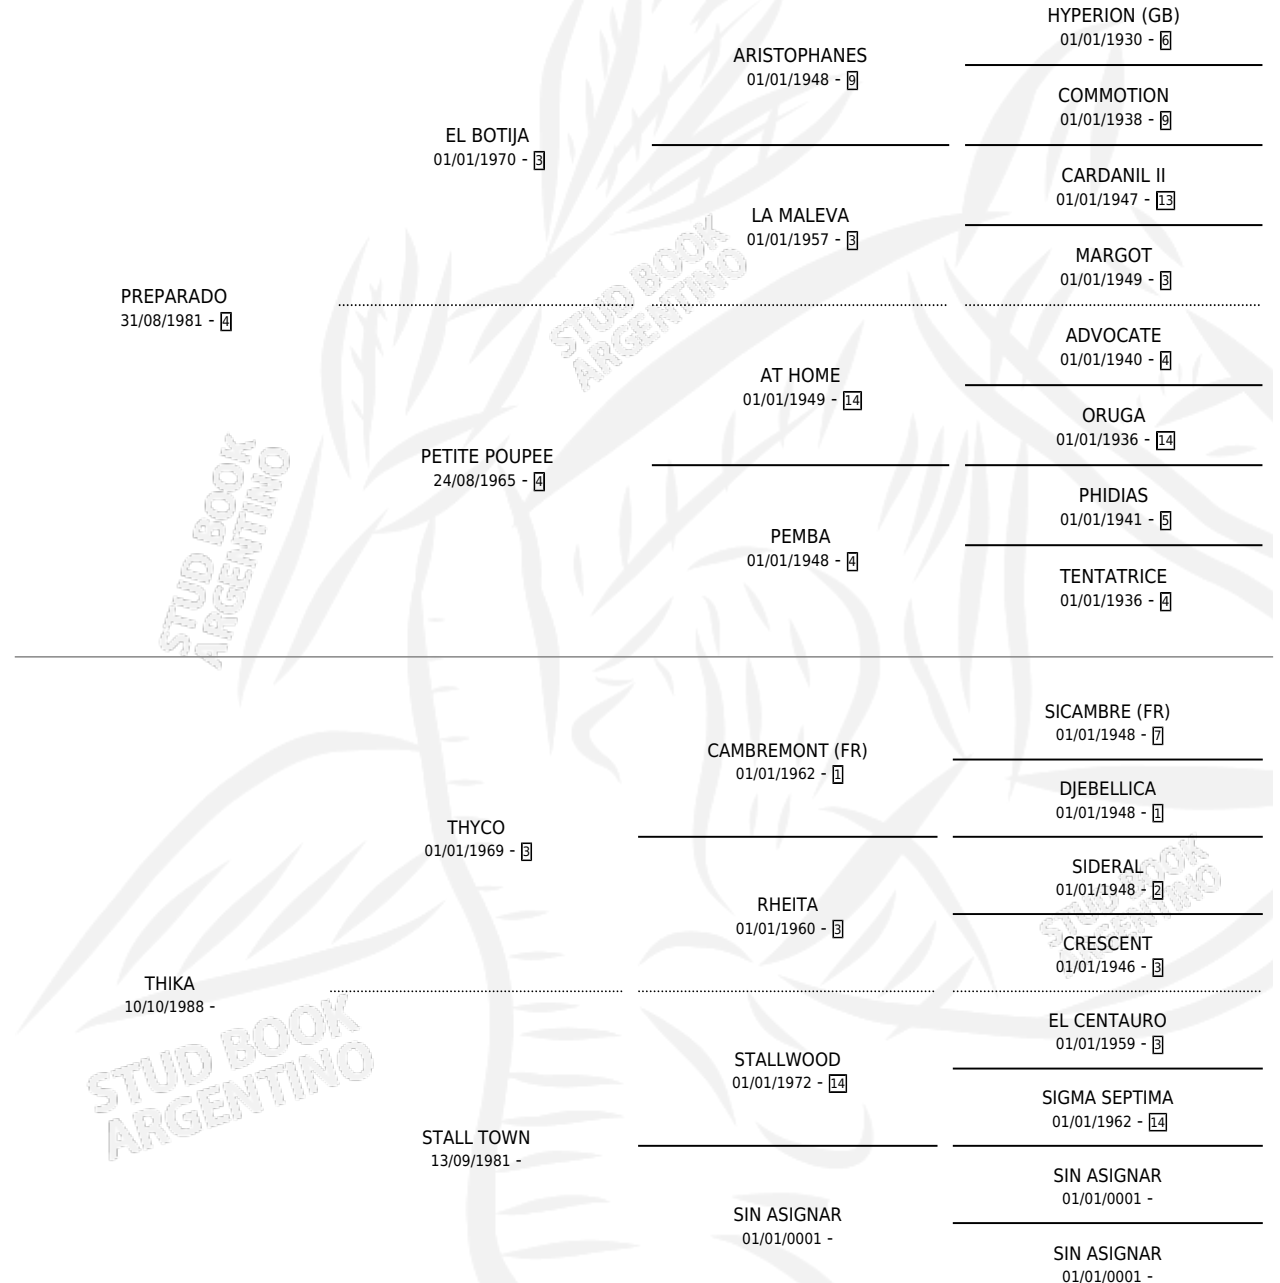 HYPERION (GB)
01/01/1930 - 6
ARISTOPHANES
01/01/1948 - 9
COMMOTION
01/01/1938 - 9
EL BOTIJA
01/01/1970 - 3
CARDANIL II
01/01/1947 - 13
LA MALEVA
01/01/1957 - 3
MARGOT
01/01/1949 - 3
PREPARADO
31/08/1981 - 4
ADVOCATE
01/01/1940 - 4
AT HOME
01/01/1949 - 14
ORUGA
01/01/1936 - 14
PETITE POUPEE
24/08/1965 - 4
PHIDIAS
01/01/1941 - 5
PEMBA
01/01/1948 - 4
TENTATRICE
01/01/1936 - 4
STUD BOOK
ARGENTINO
STUD BOOK
ARGENTINO
SICAMBRE (FR)
01/01/1948 - 7
CAMBREMONT (FR)
01/01/1962 - 1
DJEBELLICA
01/01/1948 - 1
THYCO
01/01/1969 - 3
SIDERAL
01/01/1948 - 2
RHEITA
01/01/1960 - 3
CRESCENT
01/01/1946 - 3
THIKA
10/10/1988 -
EL CENTAURO
01/01/1959 - 3
STALLWOOD
01/01/1972 - 14
SIGMA SEPTIMA
01/01/1962 - 14
STALL TOWN
13/09/1981 -
SIN ASIGNAR
01/01/0001 -
SIN ASIGNAR
01/01/0001 -
SIN ASIGNAR
01/01/0001 -
STUD BOOK
ARGENTINO
STUD BOOK
ARGENTINO